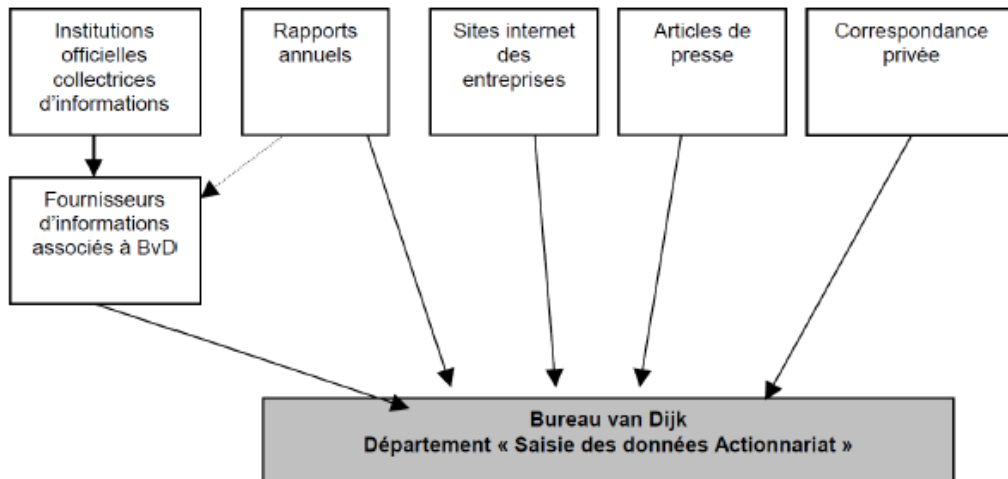 Institutions
officielles
collectrices
d'informations
Rapports
annuels
Sites internet
des
entreprises
Articles de
presse
Correspondance
privée
Fournisseurs
d'informations
associés à BvD
Bureau van Dijk
Département « Saisie des données Actionnariat »